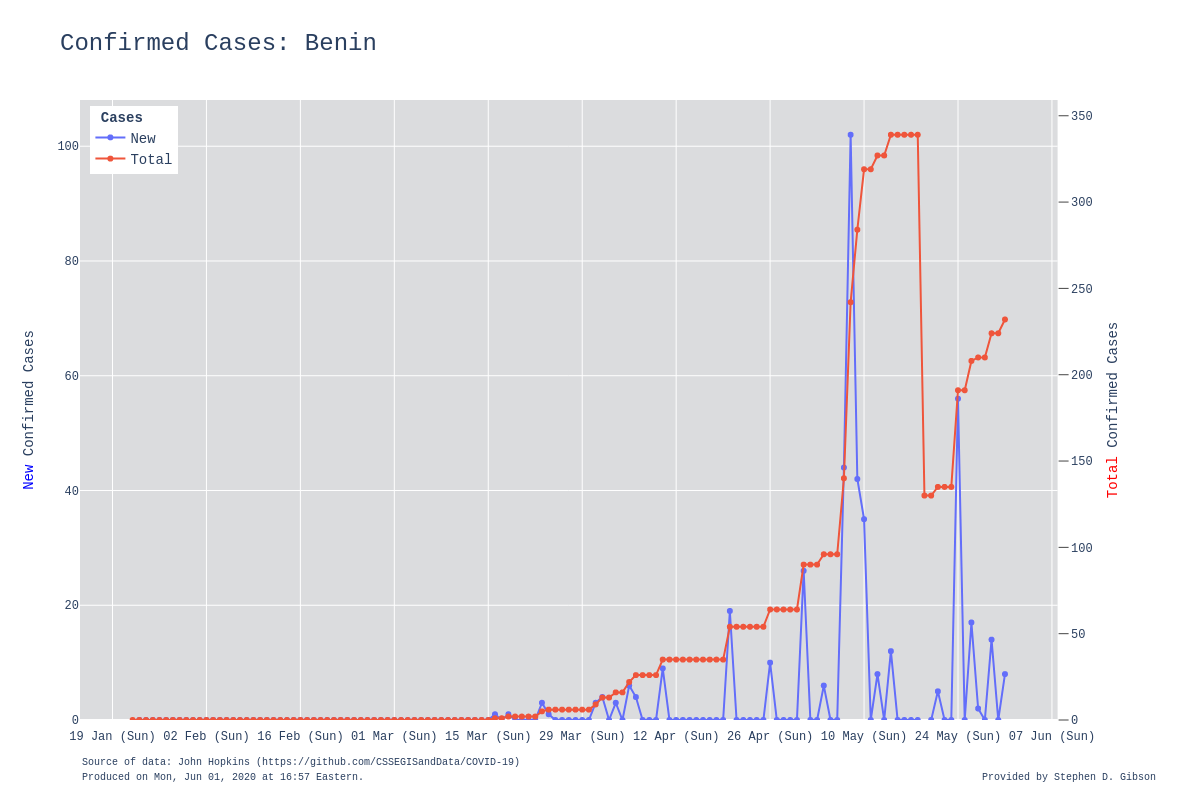 Confirmed Cases: Benin
Cases
New
Total
100
80
60
40
20
0
350
300
250
200
150
100
50
0
New Confirmed Cases
Total Confirmed Cases
19 Jan (Sun) 02 Feb (Sun) 16 Feb (Sun) 01 Mar (Sun) 15 Mar (Sun) 29 Mar (Sun) 12 Apr (Sun) 26 Apr (Sun) 10 May (Sun) 24 May (Sun) 07 Jun (Sun)
Source of data: John Hopkins (https://github.com/CSSEGISandData/COVID-19)
Produced on Mon, Jun 01, 2020 at 16:57 Eastern.
Provided by Stephen D. Gibson